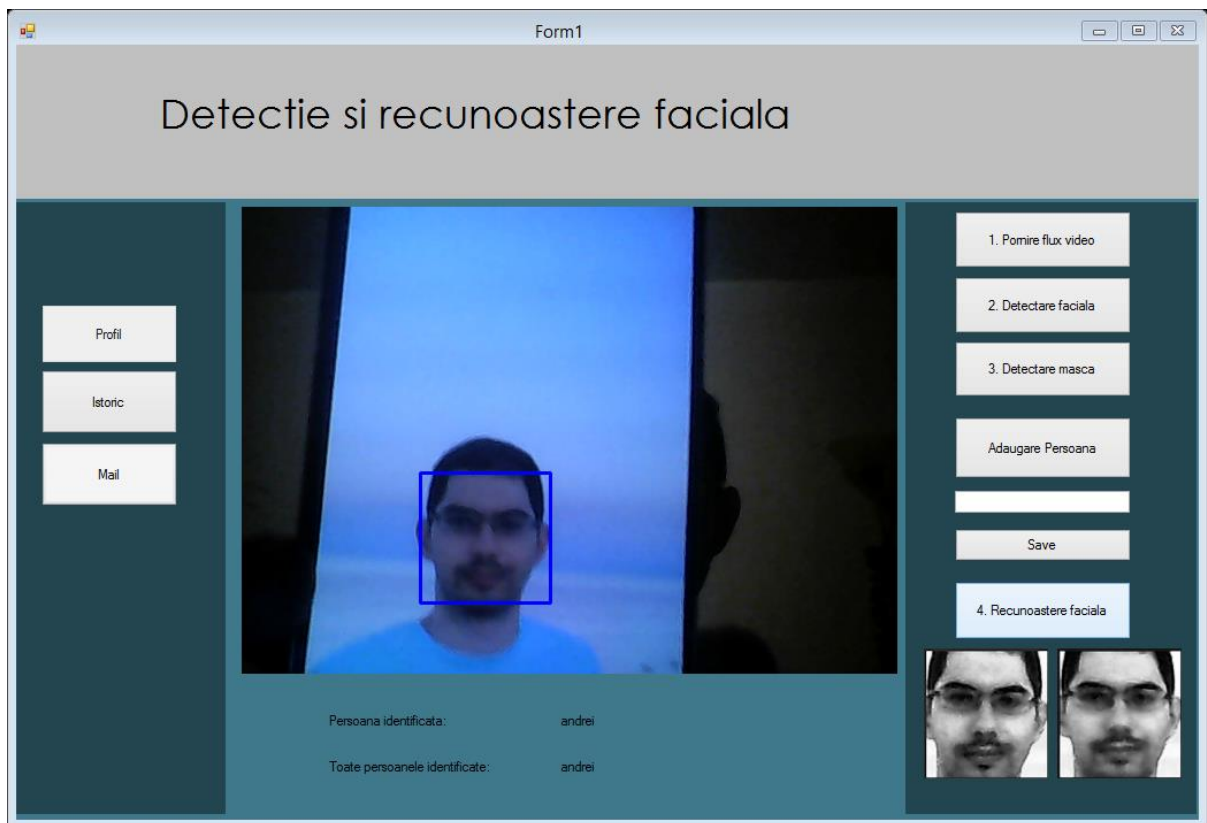 Form1
Detectie si recunoastere faciala
Profil
Istoric
Mail
1. Pornire flux video
2. Detectare faciala
3. Detectare masca
Adaugare Persoana
Save
4. Recunoastere faciala
Persoana identificata: andrei
Toate persoanele identificate: andrei